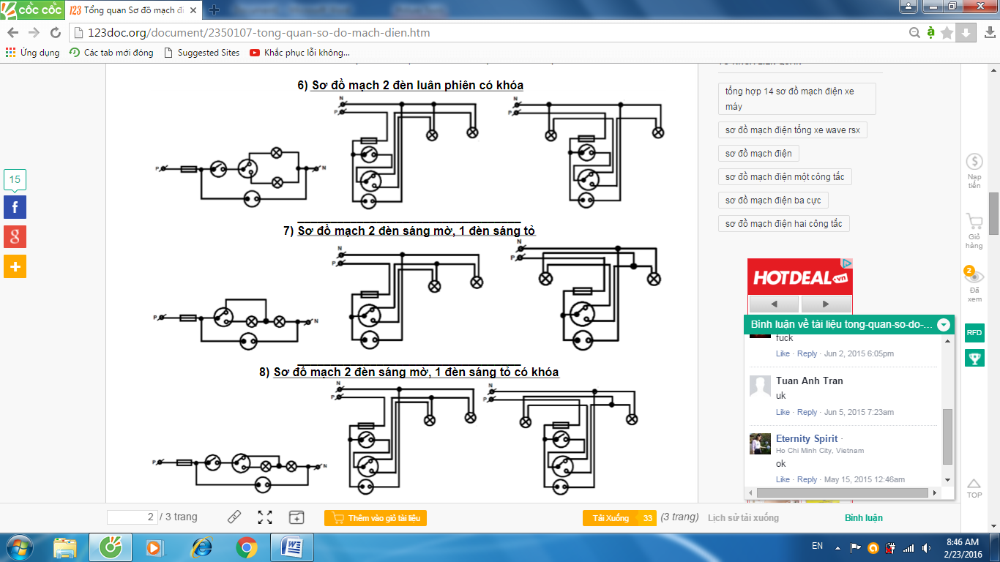 CỐC CỐC
123 Tổng quan Sơ đồ mạch đi
123doc.org/document/2350107-tong-quan-so-do-mach-dien.htm
Ứng dụng
Các tab mới đóng
Suggested Sites
Khắc phục lỗi không...
6) Sơ đồ mạch 2 đèn luân phiên có khóa
N
P
N
P
P
N
7) Sơ đồ mạch 2 đèn sáng mờ, 1 đèn sáng tỏ
N
P
N
P
P
N
8) Sơ đồ mạch 2 đèn sáng mờ, 1 đèn sáng tỏ có khóa
N
P
N
P
P
N
15
f
g
+
tổng hợp 14 sơ đồ mạch điện xe
máy
sơ đồ mạch điện tổng xe wave rsx
sơ đồ mạch điện
sơ đồ mạch điện một công tắc
sơ đồ mạch điện ba cực
sơ đồ mạch điện hai công tắc
HOTDEAL.vn
Bình luận về tài liệu tong-quan-so-do-...
fuck
Like · Reply · Jun 2, 2015 6:05pm
Tuan Anh Tran
uk
Like · Reply · Jun 5, 2015 7:23am
Eternity Spirit ·
Ho Chi Minh City, Vietnam
ok
Like · Reply · May 15, 2015 12:46am
$
Nạp
tiền
Giỏ
hàng
2
Đã
xem
RFD
TOP
2 / 3 trang
Thêm vào giỏ tài liệu
Tải Xuống 33
(3 trang)
Lịch sử tải xuống
Bình luận
EN
8:46 AM
2/23/2016